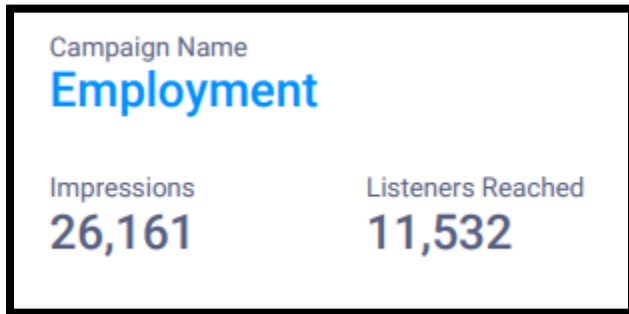 Campaign Name
Employment
Impressions
Listeners Reached
26,161
11,532